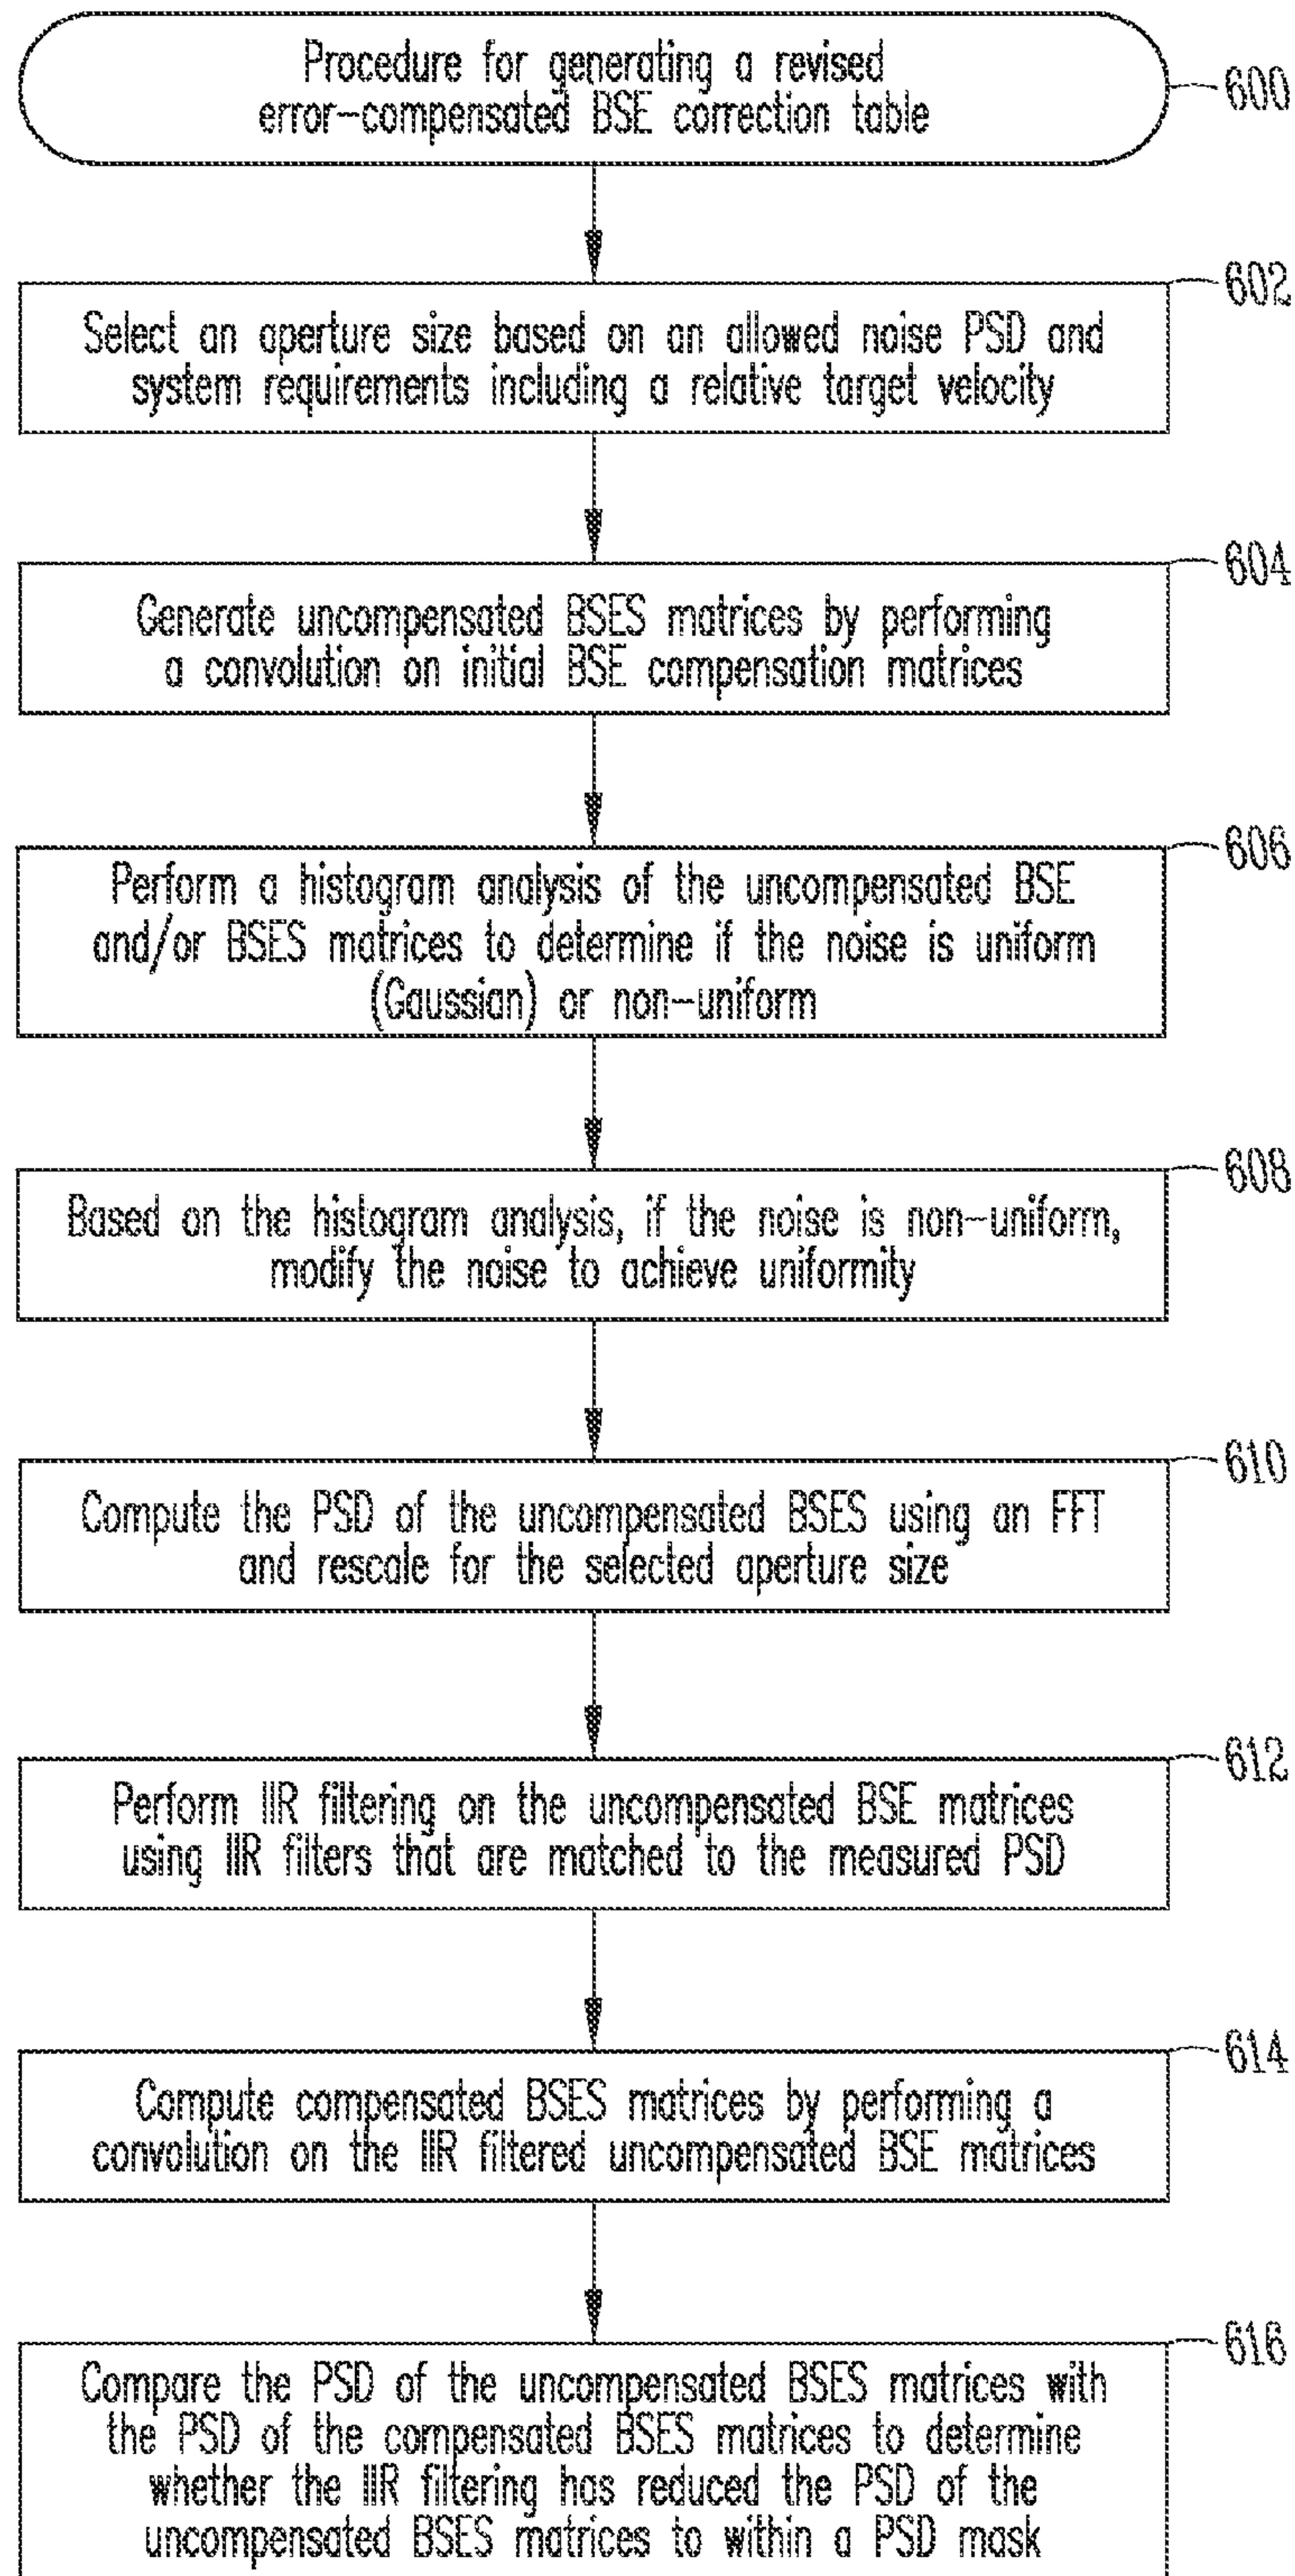 Procedure for generating a revised
error-compensated BSE correction table
600
602
Select an aperture size based on an allowed noise PSD and
system requirements including a relative target velocity
604
Generate uncompensated BSES matrices by performing
a convolution on initial BSE compensation matrices
606
Perform a histogram analysis of the uncompensated BSE
and/or BSES matrices to determine if the noise is uniform
(Gaussian) or non-uniform
608
Based on the histogram analysis, if the noise is non-uniform,
modify the noise to achieve uniformity
610
Compute the PSD of the uncompensated BSES using an FFT
and rescale for the selected aperture size
612
Perform IIR filtering on the uncompensated BSE matrices
using IIR filters that are matched to the measured PSD
614
Compute compensated BSES matrices by performing a
convolution on the IIR filtered uncompensated BSE matrices
616
Compare the PSD of the uncompensated BSES matrices with
the PSD of the compensated BSES matrices to determine
whether the IIR filtering has reduced the PSD of the
uncompensated BSES matrices to within a PSD mask